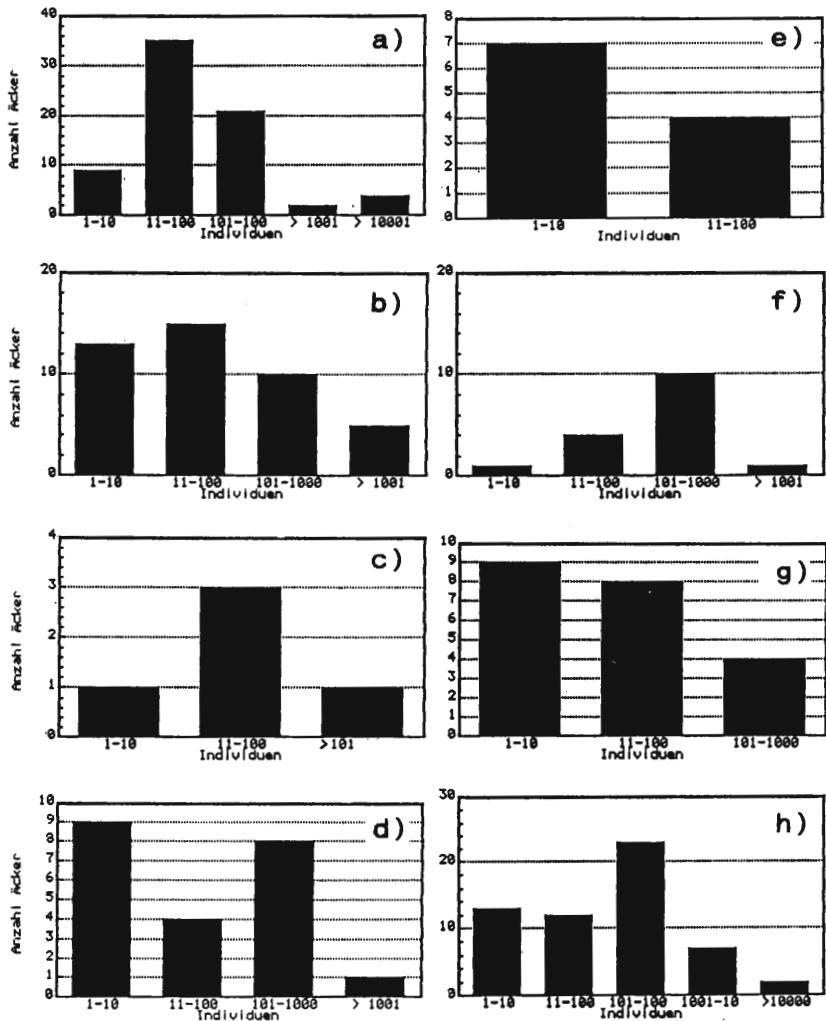 a)
Anzahl Äcker
40
30
20
10
0
1-10 11-100 101-100 > 1001 > 10001
Individuen
e)
8
7
6
5
4
3
2
1
0
1-10 11-100
Individuen
b)
Anzahl Äcker
20
10
0
1-10 11-100 101-1000 > 1001
Individuen
f)
20
10
0
1-10 11-100 101-1000 > 1001
Individuen
c)
Anzahl Äcker
4
3
2
1
0
1-10 11-100 >101
Individuen
g)
10
9
8
7
6
5
4
3
2
1
0
1-10 11-100 101-1000
Individuen
d)
Anzahl Äcker
10
9
8
7
6
5
4
3
2
1
0
1-10 11-100 101-1000 > 1001
Individuen
h)
30
20
10
0
1-10 11-100 101-100 1001-10 >10000
Individuen